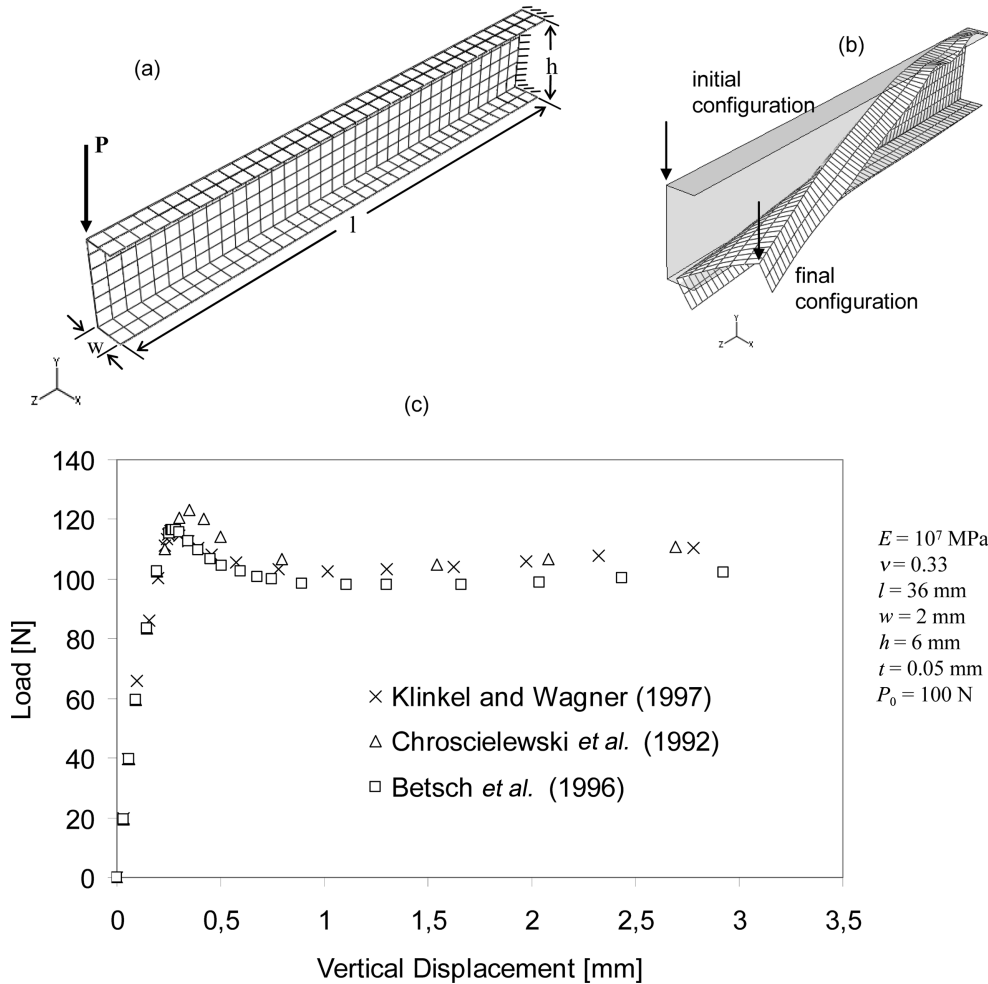 (a)
P
h
l
w
Y
Z
X
(b)
initial
configuration
final
configuration
Y
Z
X
(c)
140
120
100
80
60
40
20
0
Load [N]
0
0,5
1
1,5
2
2,5
3
3,5
Vertical Displacement [mm]
Klinkel and Wagner (1997)
Chroscielewski et al. (1992)
Betsch et al. (1996)
E = 10⁷ MPa
ν = 0.33
l = 36 mm
w = 2 mm
h = 6 mm
t = 0.05 mm
P₀ = 100 N